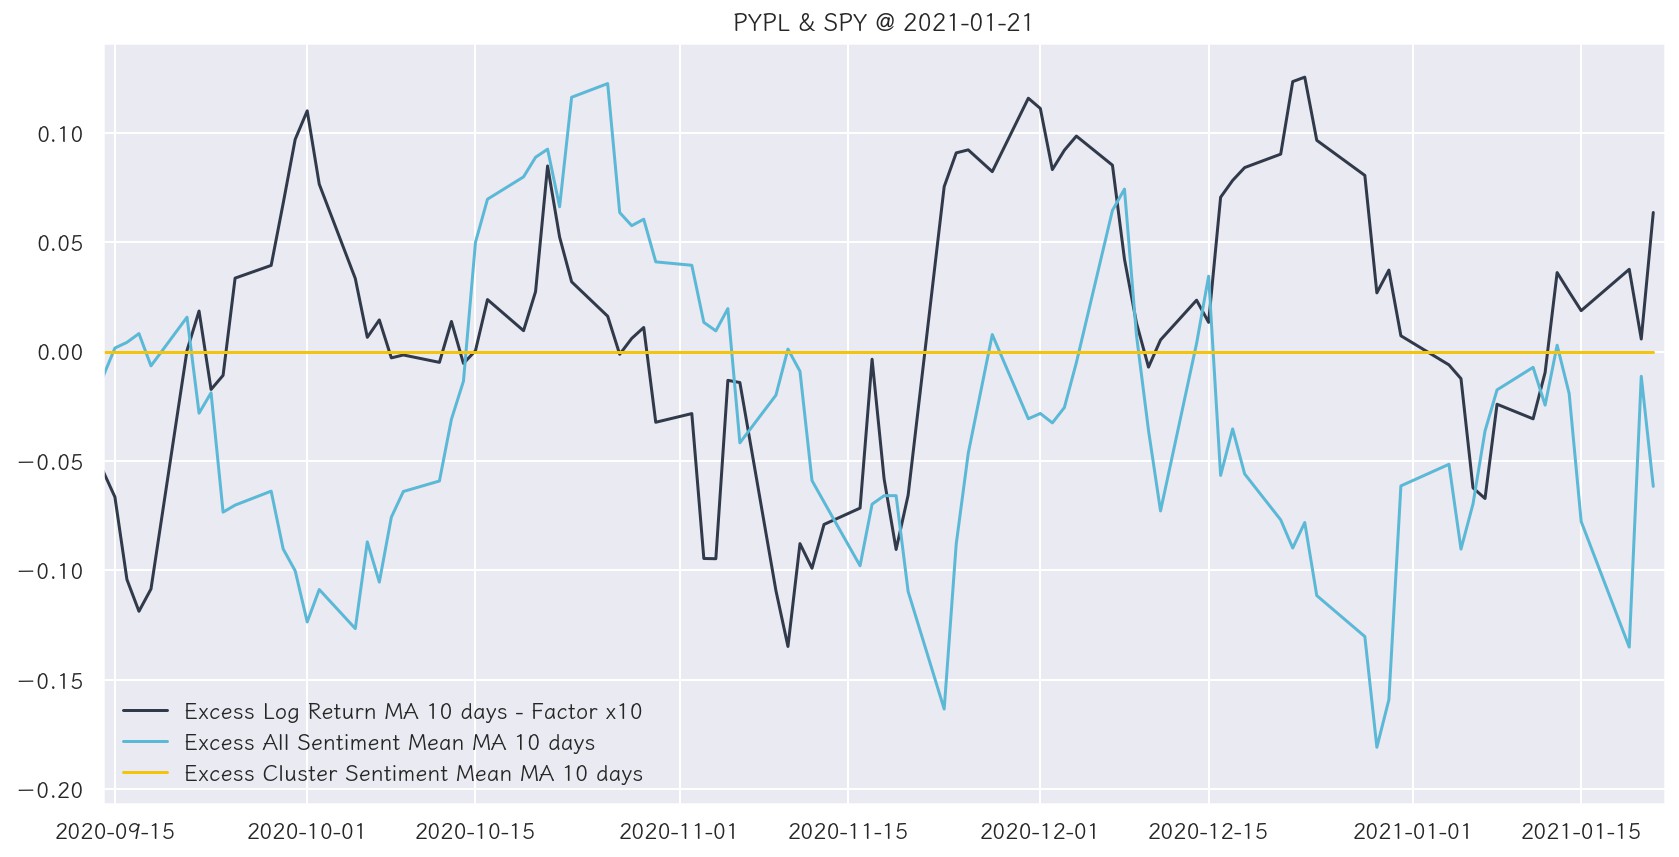 PYPL & SPY @ 2021-01-21
0.10
0.05
0.00
−0.05
−0.10
−0.15
−0.20
Excess Log Return MA 10 days - Factor x10
Excess All Sentiment Mean MA 10 days
Excess Cluster Sentiment Mean MA 10 days
2020-09-15 2020-10-01 2020-10-15 2020-11-01 2020-11-15 2020-12-01 2020-12-15 2021-01-01 2021-01-15